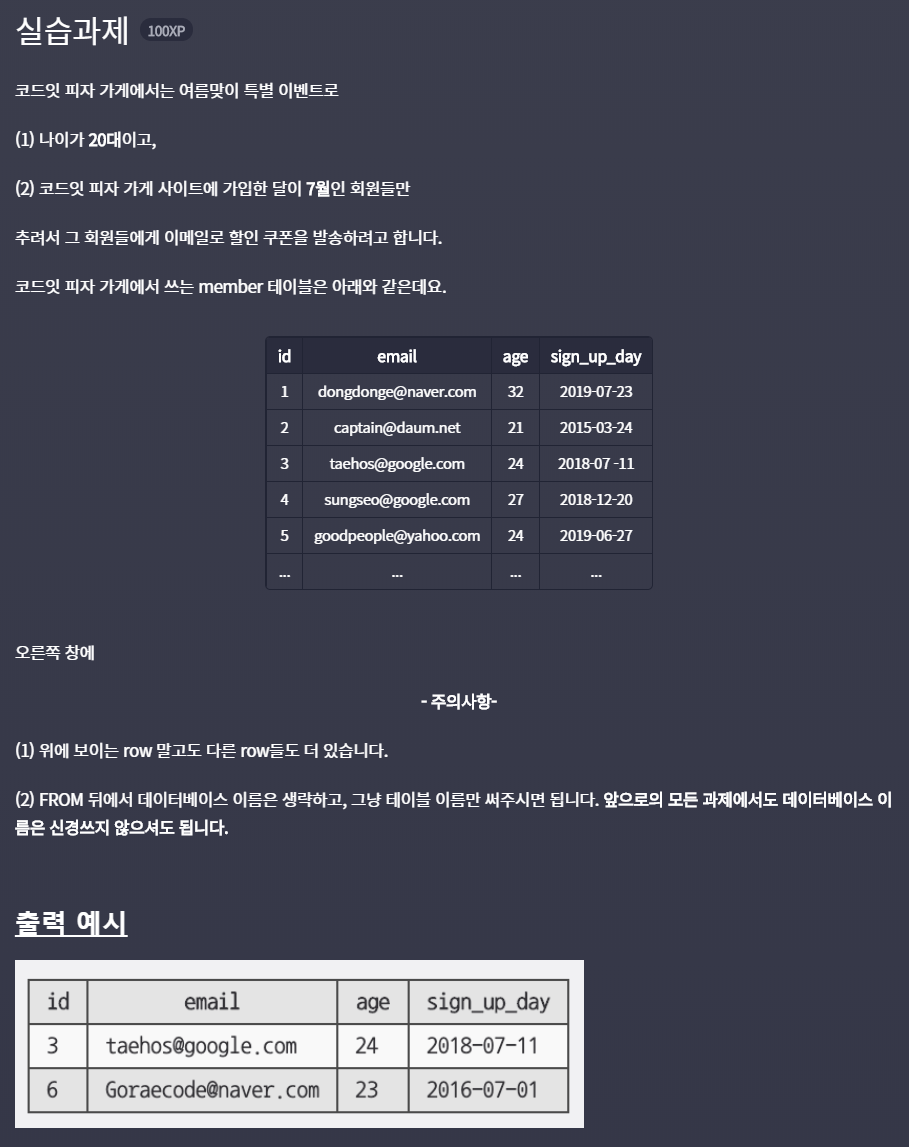 실습과제 100XP
코드잇 피자 가게에서는 여름맞이 특별 이벤트로
(1) 나이가 20대이고,
(2) 코드잇 피자 가게 사이트에 가입한 달이 7월인 회원들만
추려서 그 회원들에게 이메일로 할인 쿠폰을 발송하려고 합니다.
코드잇 피자 가게에서 쓰는 member 테이블은 아래와 같은데요.
id email age sign_up_day
1 dongdonge@naver.com 32 2019-07-23
2 captain@daum.net 21 2015-03-24
3 taehos@google.com 24 2018-07 -11
4 sungseo@google.com 27 2018-12-20
5 goodpeople@yahoo.com 24 2019-06-27
... ... ... ...
오른쪽 창에
- 주의사항-
(1) 위에 보이는 row 말고도 다른 row들도 더 있습니다.
(2) FROM 뒤에서 데이터베이스 이름은 생략하고, 그냥 테이블 이름만 써주시면 됩니다. 앞으로의 모든 과제에서도 데이터베이스 이
름은 신경쓰지 않으셔도 됩니다.
출력 예시
id email age sign_up_day
3 taehos@google.com 24 2018-07-11
6 Goraecode@naver.com 23 2016-07-01